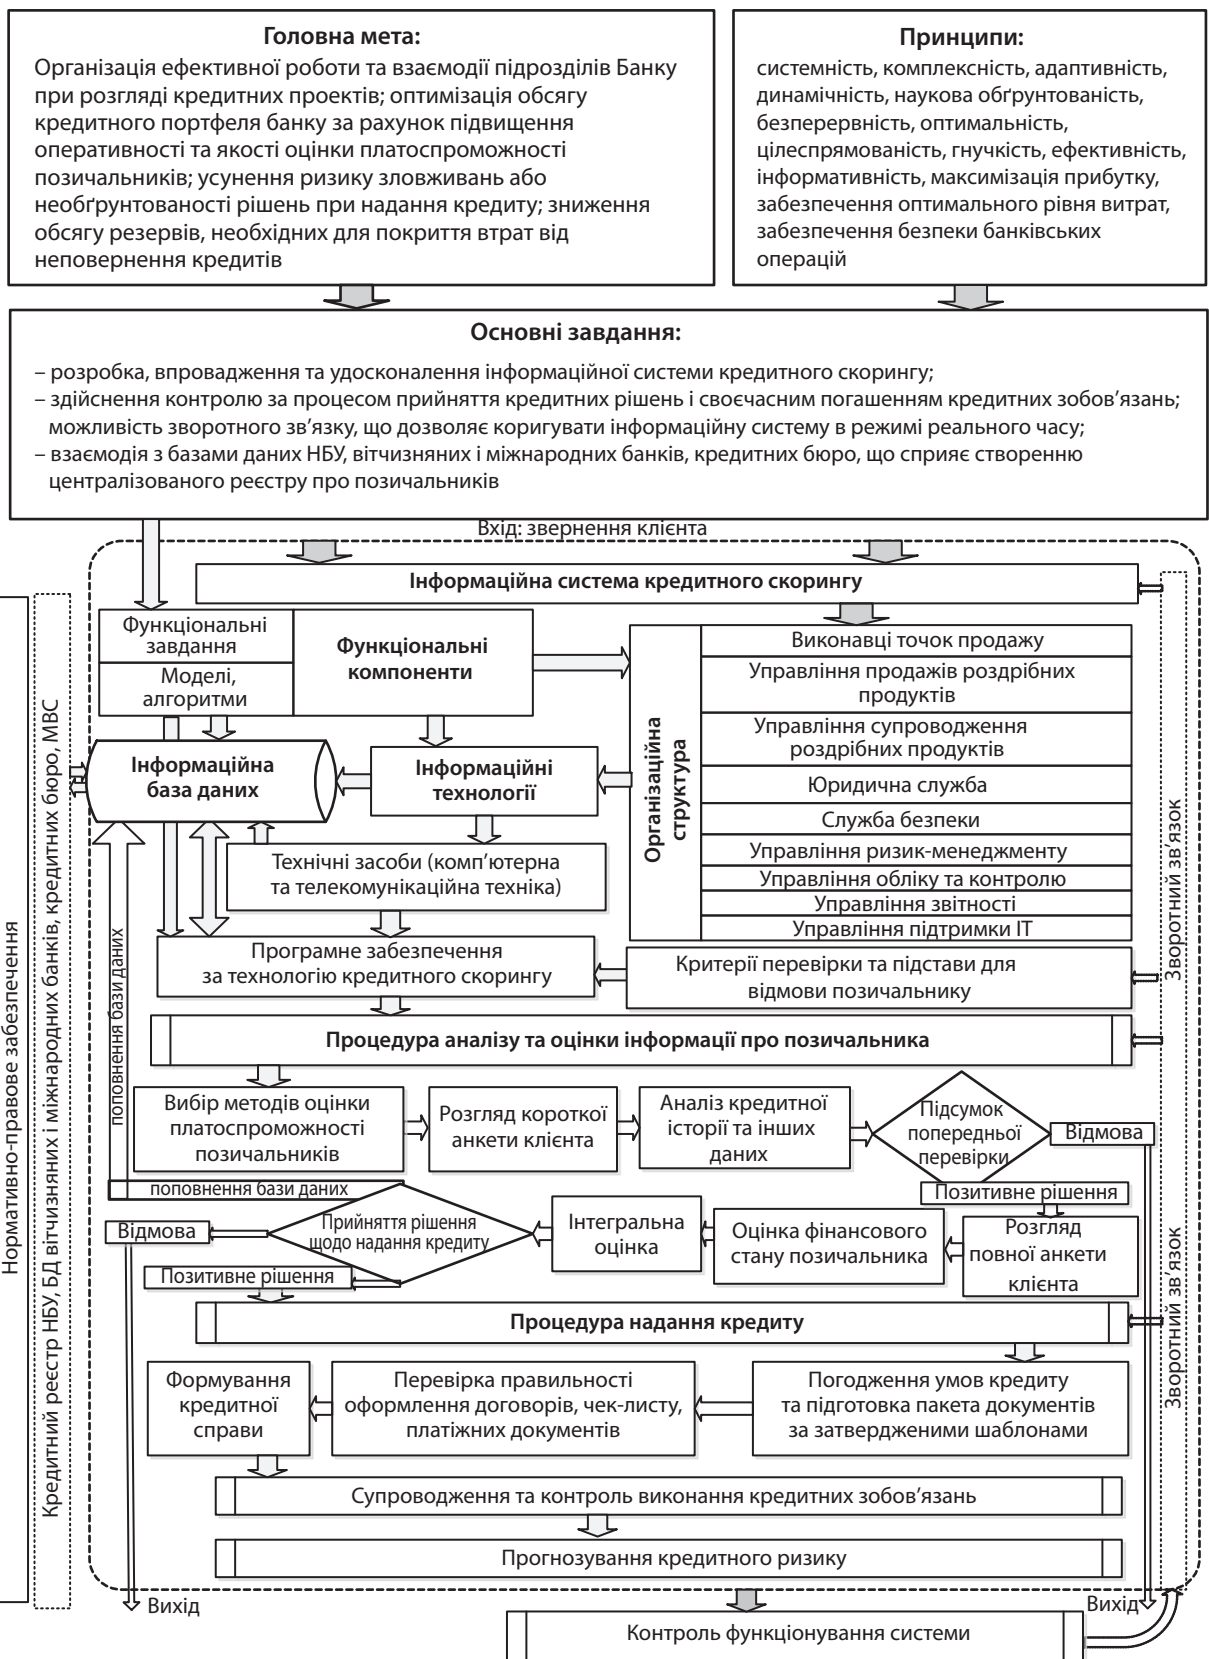 Головна мета:
Організація ефективної роботи та взаємодії підрозділів Банку
при розгляді кредитних проектів; оптимізація обсягу
кредитного портфеля банку за рахунок підвищення
оперативності та якості оцінки платоспроможності
позичальників; усунення ризику зловживань або
необґрунтованості рішень при надання кредиту; зниження
обсягу резервів, необхідних для покриття втрат від
неповернення кредитів
Принципи:
системність, комплексність, адаптивність,
динамічність, наукова обґрунтованість,
безперервність, оптимальність,
цілеспрямованість, гнучкість, ефективність,
інформативність, максимізація прибутку,
забезпечення оптимального рівня витрат,
забезпечення безпеки банківських
операцій
Основні завдання:
– розробка, впровадження та удосконалення інформаційної системи кредитного скорингу;
– здійснення контролю за процесом прийняття кредитних рішень і своєчасним погашенням кредитних зобов’язань;
можливість зворотного зв’язку, що дозволяє коригувати інформаційну систему в режимі реального часу;
– взаємодія з базами даних НБУ, вітчизняних і міжнародних банків, кредитних бюро, що сприяє створенню
централізованого реєстру про позичальників
Вхід: звернення клієнта
Інформаційна система кредитного скорингу
Функціональні
завдання
Моделі,
алгоритми
Функціональні
компоненти
Організаційна
структура
Виконавці точок продажу
Управління продажів роздрібних
продуктів
Управління супроводження
роздрібних продуктів
Юридична служба
Служба безпеки
Управління ризик-менеджменту
Управління обліку та контролю
Управління звітності
Управління підтримки ІТ
Інформаційна
база даних
Інформаційні
технології
Технічні засоби (комп’ютерна
та телекомунікаційна техніка)
Програмне забезпечення
за технологію кредитного скорингу
Критерії перевірки та підстави для
відмови позичальнику
Нормативно-правове забезпечення
Кредитний реєстр НБУ, БД вітчизняних і міжнародних банків, кредитних бюро, МВС
поповнення бази даних
Зворотний зв’язок
Процедура аналізу та оцінки інформації про позичальника
Вибір методів оцінки
платоспроможності
позичальників
Розгляд короткої
анкети клієнта
Аналіз кредитної
історії та інших
даних
Підсумок
попередньої
перевірки
Відмова
поповнення бази даних
Позитивне рішення
Відмова
Прийняття рішення
щодо надання кредиту
Інтегральна
оцінка
Оцінка фінансового
стану позичальника
Розгляд
повної анкети
клієнта
Позитивне рішення
Зворотний зв’язок
Процедура надання кредиту
Формування
кредитної
справи
Перевірка правильності
оформлення договорів, чек-листу,
платіжних документів
Погодження умов кредиту
та підготовка пакета документів
за затвердженими шаблонами
Супроводження та контроль виконання кредитних зобов’язань
Прогнозування кредитного ризику
Вихід
Вихід
Контроль функціонування системи